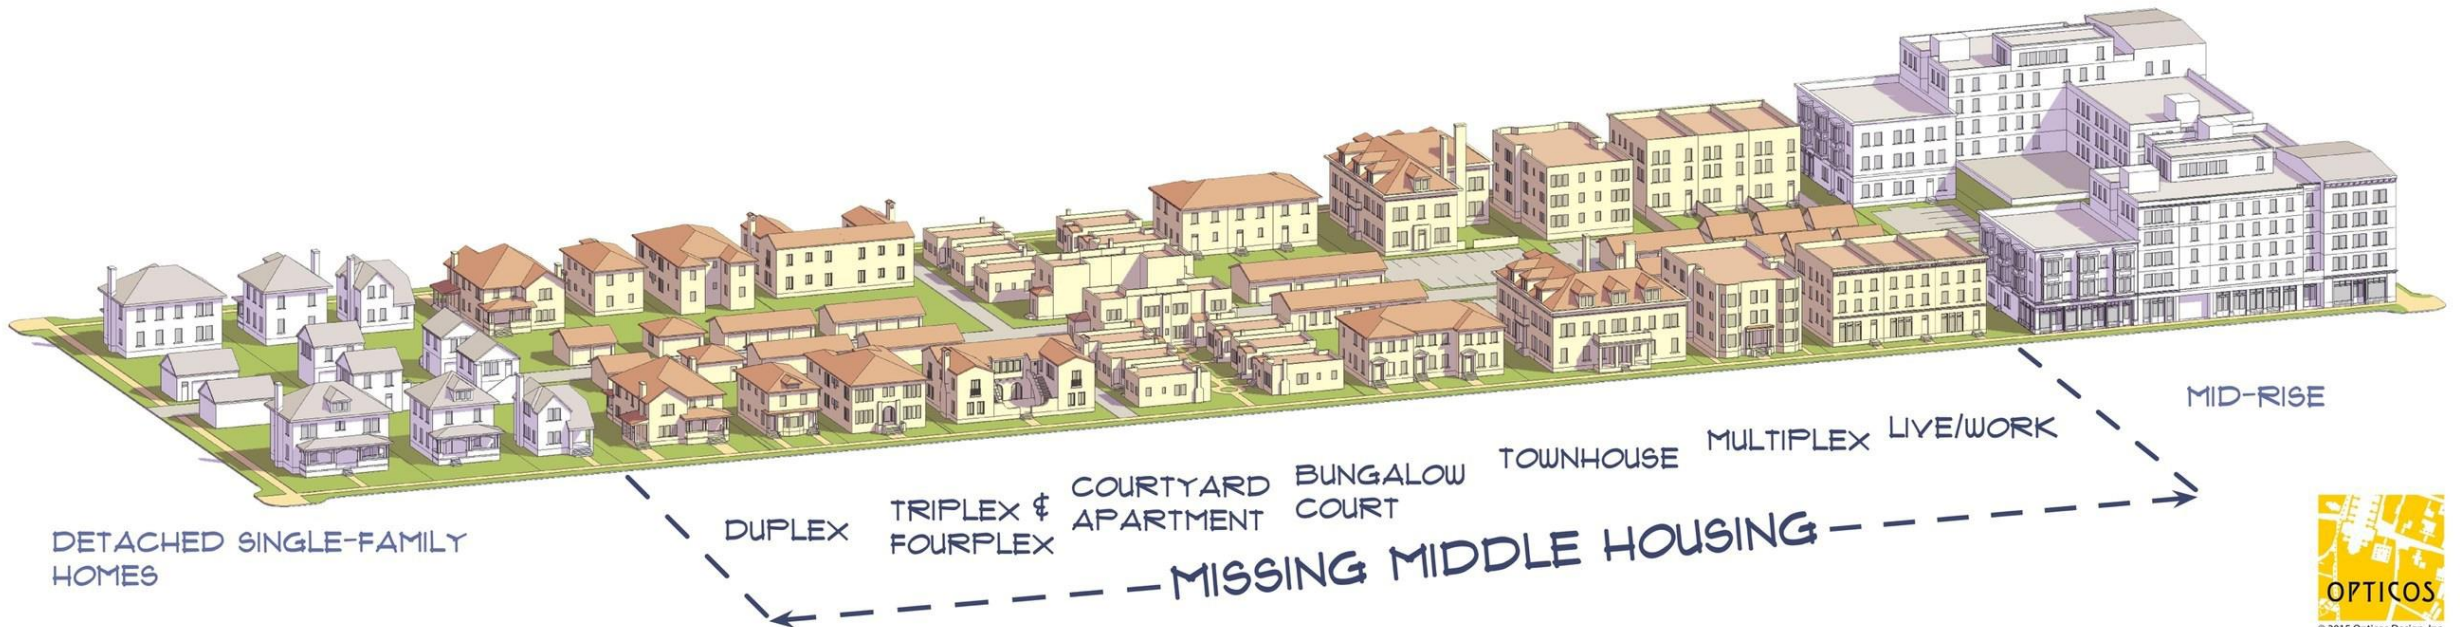 DETACHED SINGLE-FAMILY
HOMES
DUPLEX
TRIPLEX &
FOURPLEX
COURTYARD
APARTMENT
BUNGALOW
COURT
TOWNHOUSE
MULTIPLEX
LIVE/WORK
MID-RISE
MISSING MIDDLE HOUSING
OPTICOS